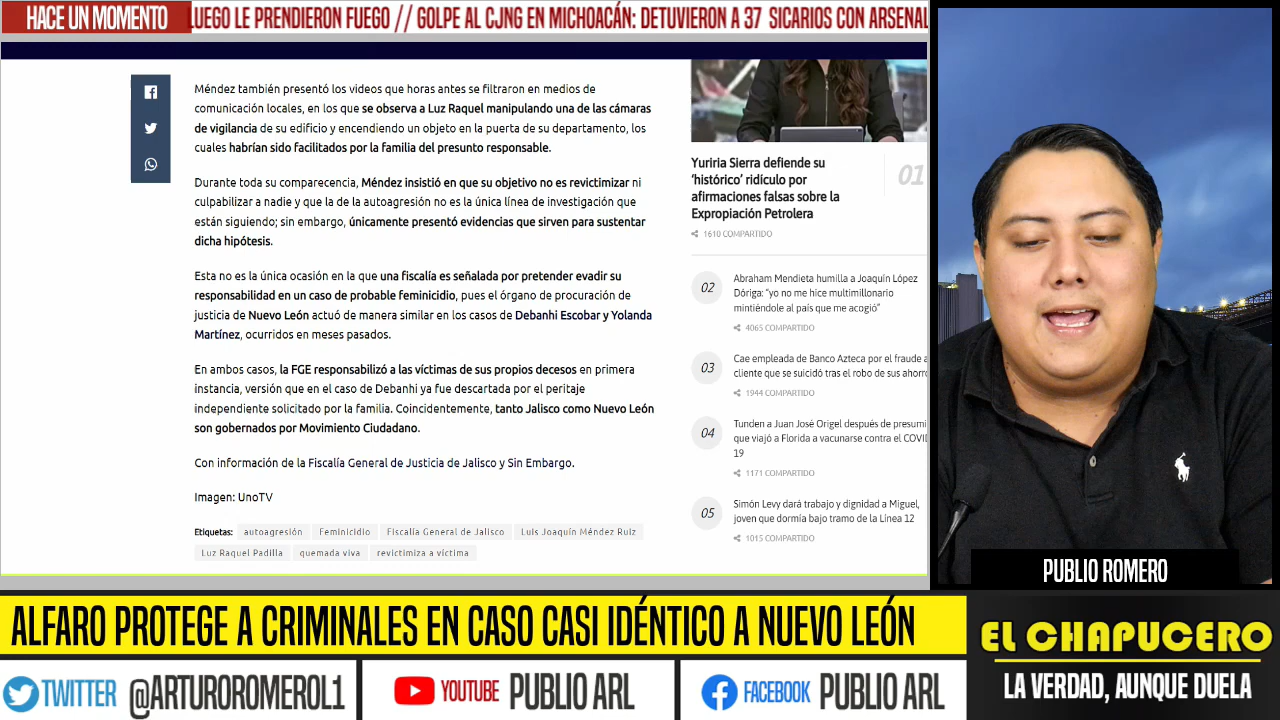 HACE UN MOMENTO
LUEGO LE PRENDIERON FUEGO // GOLPE AL CJNG EN MICHOACÁN: DETUVIERON A 37 SICARIOS CON ARSENAL
Méndez también presentó los videos que horas antes se filtraron en medios de
comunicación locales, en los que se observa a Luz Raquel manipulando una de las cámaras
de vigilancia de su edificio y encendiendo un objeto en la puerta de su departamento, los
cuales habrían sido facilitados por la familia del presunto responsable.
Durante toda su comparecencia, Méndez insistió en que su objetivo no es revictimizar ni
culpabilizar a nadie y que la de la autoagresión no es la única línea de investigación que
están siguiendo; sin embargo, únicamente presentó evidencias que sirven para sustentar
dicha hipótesis.
Esta no es la única ocasión en la que una fiscalía es señalada por pretender evadir su
responsabilidad en un caso de probable feminicidio, pues el órgano de procuración de
justicia de Nuevo León actuó de manera similar en los casos de Debanhi Escobar y Yolanda
Martínez, ocurridos en meses pasados.
En ambos casos, la FGE responsabilizó a las víctimas de sus propios decesos en primera
instancia, versión que en el caso de Debanhi ya fue descartada por el peritaje
independiente solicitado por la familia. Coincidentemente, tanto Jalisco como Nuevo León
son gobernados por Movimiento Ciudadano.
Con información de la Fiscalía General de Justicia de Jalisco y Sin Embargo.
Imagen: UnoTV
Etiquetas: autoagresión Feminicidio Fiscalía General de Jalisco Luis Joaquín Méndez Ruiz
Luz Raquel Padilla quemada viva revictimiza a víctima
Yuriria Sierra defiende su
'histórico' ridículo por
afirmaciones falsas sobre la
Expropiación Petrolera
01
1610 COMPARTIDO
02
Abraham Mendieta humilla a Joaquín López
Dóriga: "yo no me hice multimillonario
mintiéndole al país que me acogió"
4065 COMPARTIDO
03
Cae empleada de Banco Azteca por el fraude a
cliente que se suicidó tras el robo de sus ahorr
1944 COMPARTIDO
04
Tunden a Juan José Origel después de presumi
que viajó a Florida a vacunarse contra el COVI
19
1171 COMPARTIDO
05
Simón Levy dará trabajo y dignidad a Miguel,
joven que dormía bajo tramo de la Línea 12
1015 COMPARTIDO
PUBLIO ROMERO
ALFARO PROTEGE A CRIMINALES EN CASO CASI IDÉNTICO A NUEVO LEÓN
EL CHAPUCERO
LA VERDAD, AUNQUE DUELA
TWITTER @ARTUROROMEROL1
YOUTUBE PUBLIO ARL
FACEBOOK PUBLIO ARL